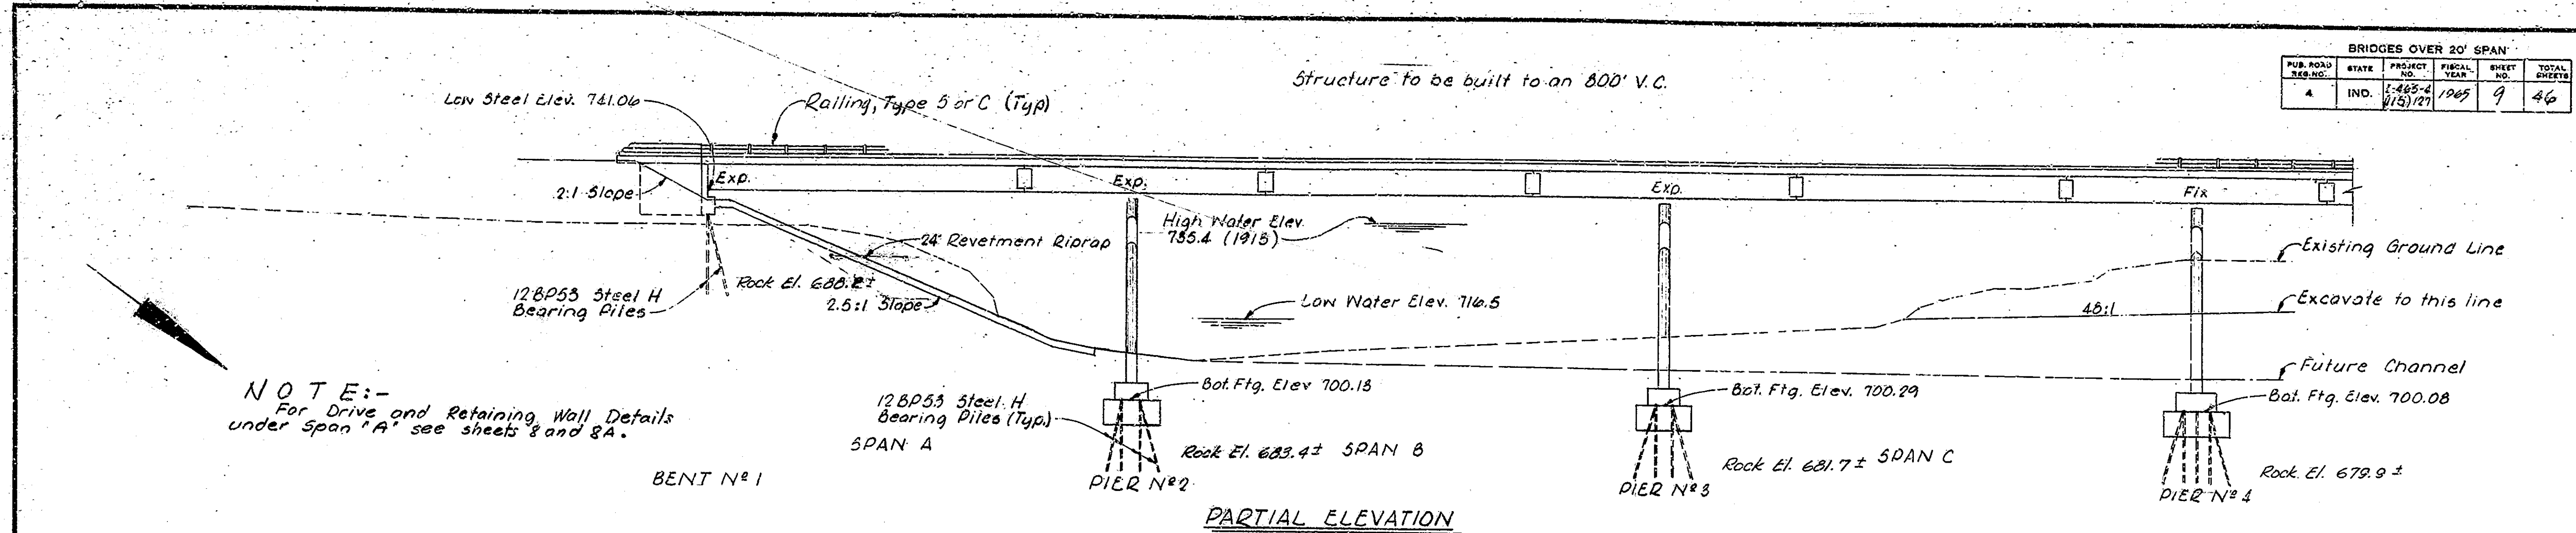 BRIDGES OVER 20' SPAN
PUB. ROAD REG. NO. STATE PROJECT NO. FISCAL YEAR SHEET NO. TOTAL SHEETS
4 IND. I-465-4 (115) 127 1965 9 46
Structure to be built to an 800' V.C.
Low Steel Elev. 741.06
Railing, Type 5 or C (Typ)
2:1 Slope
Exp.
Exp.
Exp.
Fix
High Water Elev.
735.4 (1913)
24" Revetment Riprap
Existing Ground Line
Rock El. 688.2±
12BP53 Steel H
Bearing Piles
2.5:1 Slope
Low Water Elev. 716.5
48:1
Excavate to this line
Future Channel
NOTE:-
For Drive and Retaining Wall Details
under Span "A" see sheets 8 and 8A.
Bot. Ftg. Elev 700.13
Bot. Ftg. Elev. 700.29
Bot. Ftg. Elev. 700.08
12BP53 Steel H
Bearing Piles (Typ.)
SPAN A
Rock El. 683.4± SPAN B
Rock El. 681.7± SPAN C
Rock El. 679.9±
BENT Nº 1
PIER Nº 2
PIER Nº 3
PIER Nº 4
PARTIAL ELEVATION